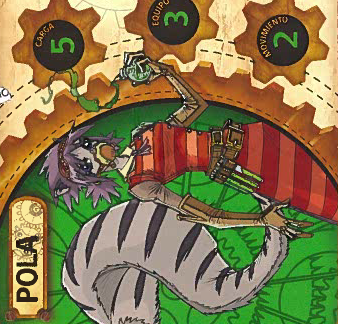 CARGA
5
EQUIPO
3
MOVIMIENTO
2
POLA